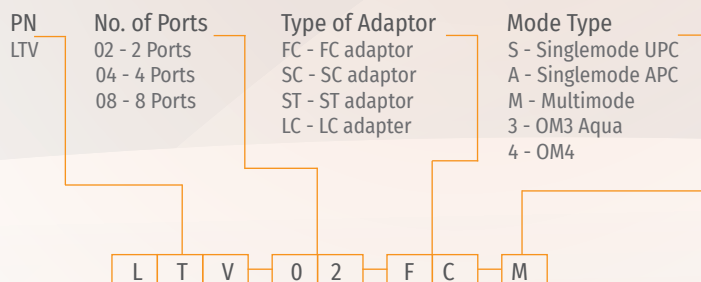 PN
LTV
No. of Ports
02 - 2 Ports
04 - 4 Ports
08 - 8 Ports
Type of Adaptor
FC - FC adaptor
SC - SC adaptor
ST - ST adaptor
LC - LC adapter
Mode Type
S - Singlemode UPC
A - Singlemode APC
M - Multimode
3 - OM3 Aqua
4 - OM4
L T V 0 2 F C M